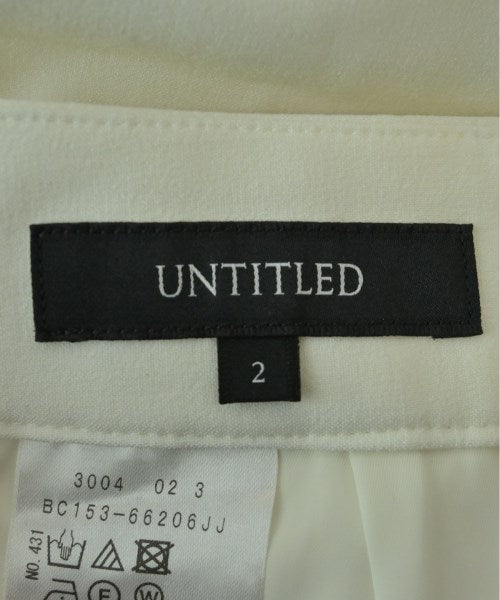 UNTITLED
2
3004 02 3
BC153-66206JJ
NO.431
F W